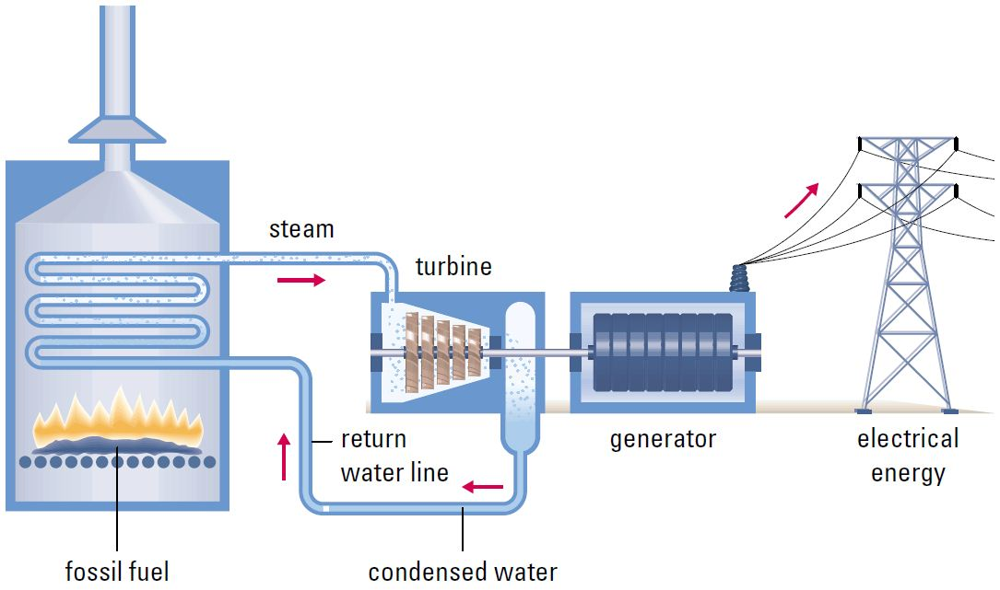 steam
turbine
return
water line
generator
electrical
energy
fossil fuel
condensed water